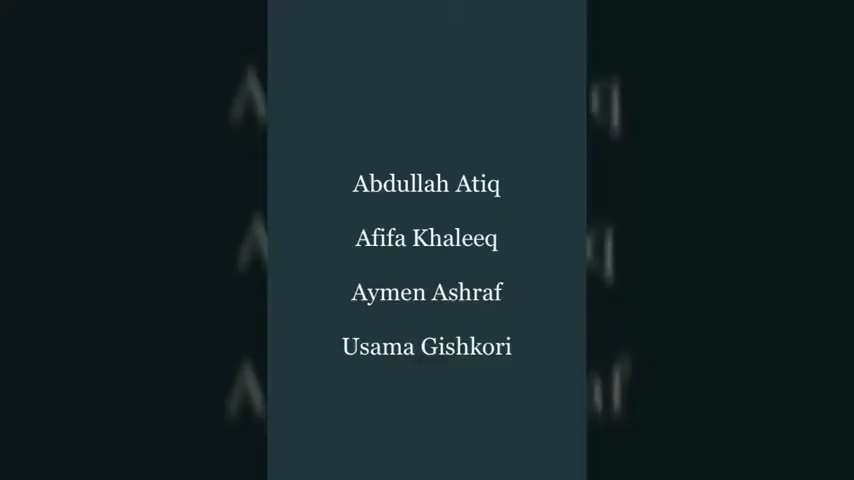 Abdullah Atiq
Afifa Khaleeq
Aymen Ashraf
Usama Gishkori